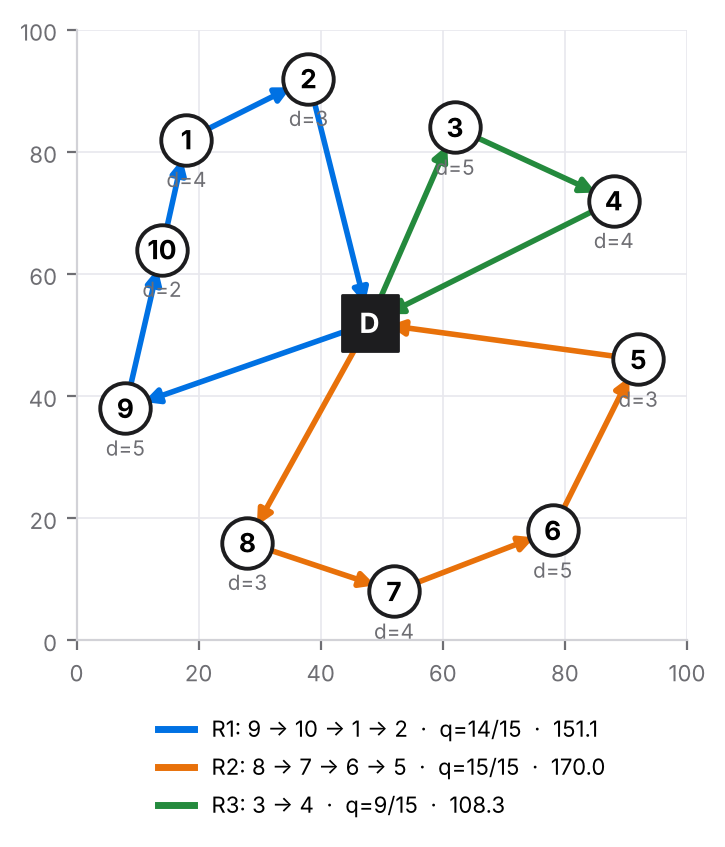 100
2
d=3
3
d=5
1
d=4
80
4
d=4
10
d=2
60
D
5
d=3
40
9
d=5
20
8
d=3
6
d=5
7
d=4
0
0 20 40 60 80 100
R1: 9 → 10 → 1 → 2 · q=14/15 · 151.1
R2: 8 → 7 → 6 → 5 · q=15/15 · 170.0
R3: 3 → 4 · q=9/15 · 108.3